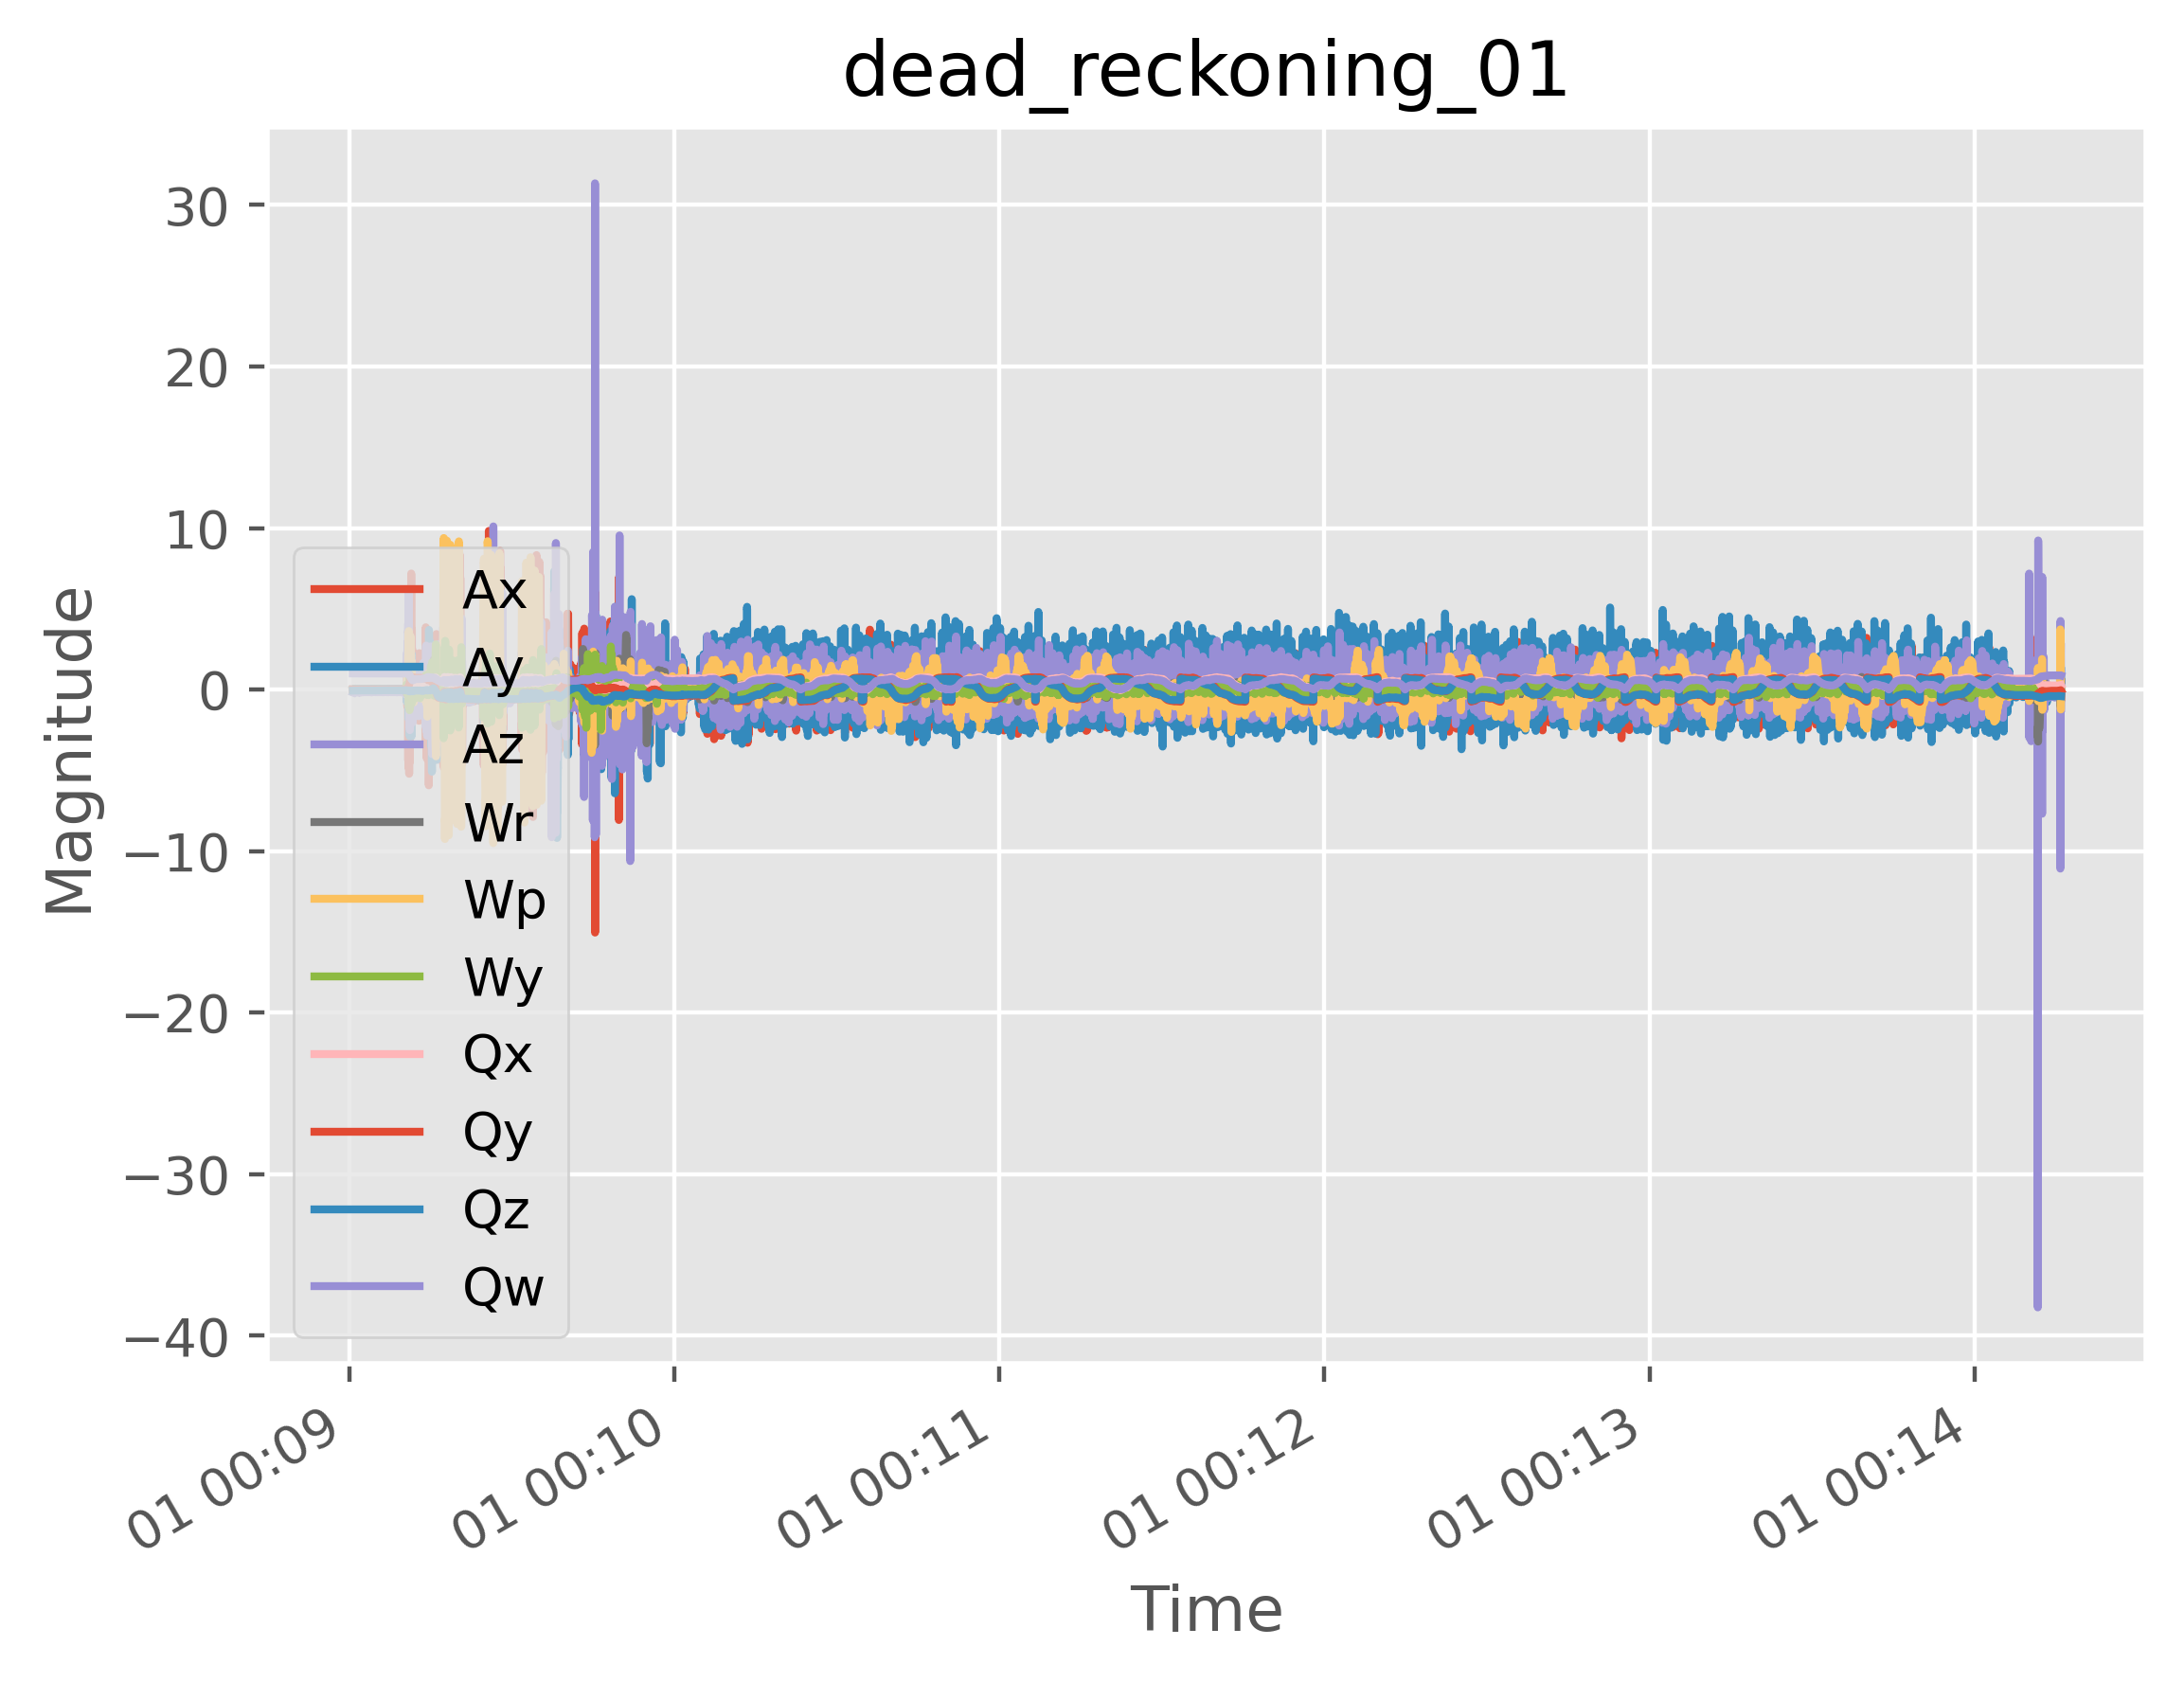 dead_reckoning_01
30
20
10
0
−10
−20
−30
−40
Magnitude
Ax
Ay
Az
Wr
Wp
Wy
Qx
Qy
Qz
Qw
01 00:09
01 00:10
01 00:11
01 00:12
01 00:13
01 00:14
Time